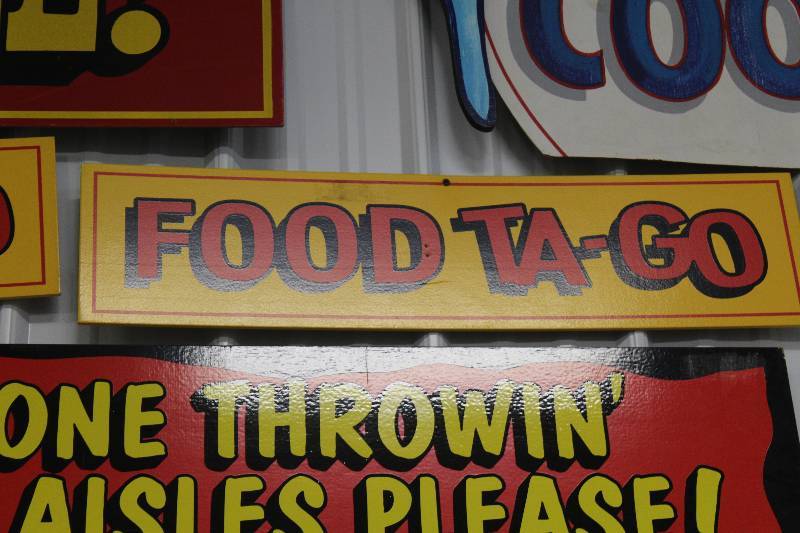 FOOD TA-GO
ONE THROWIN'
AISLES PLEASE!